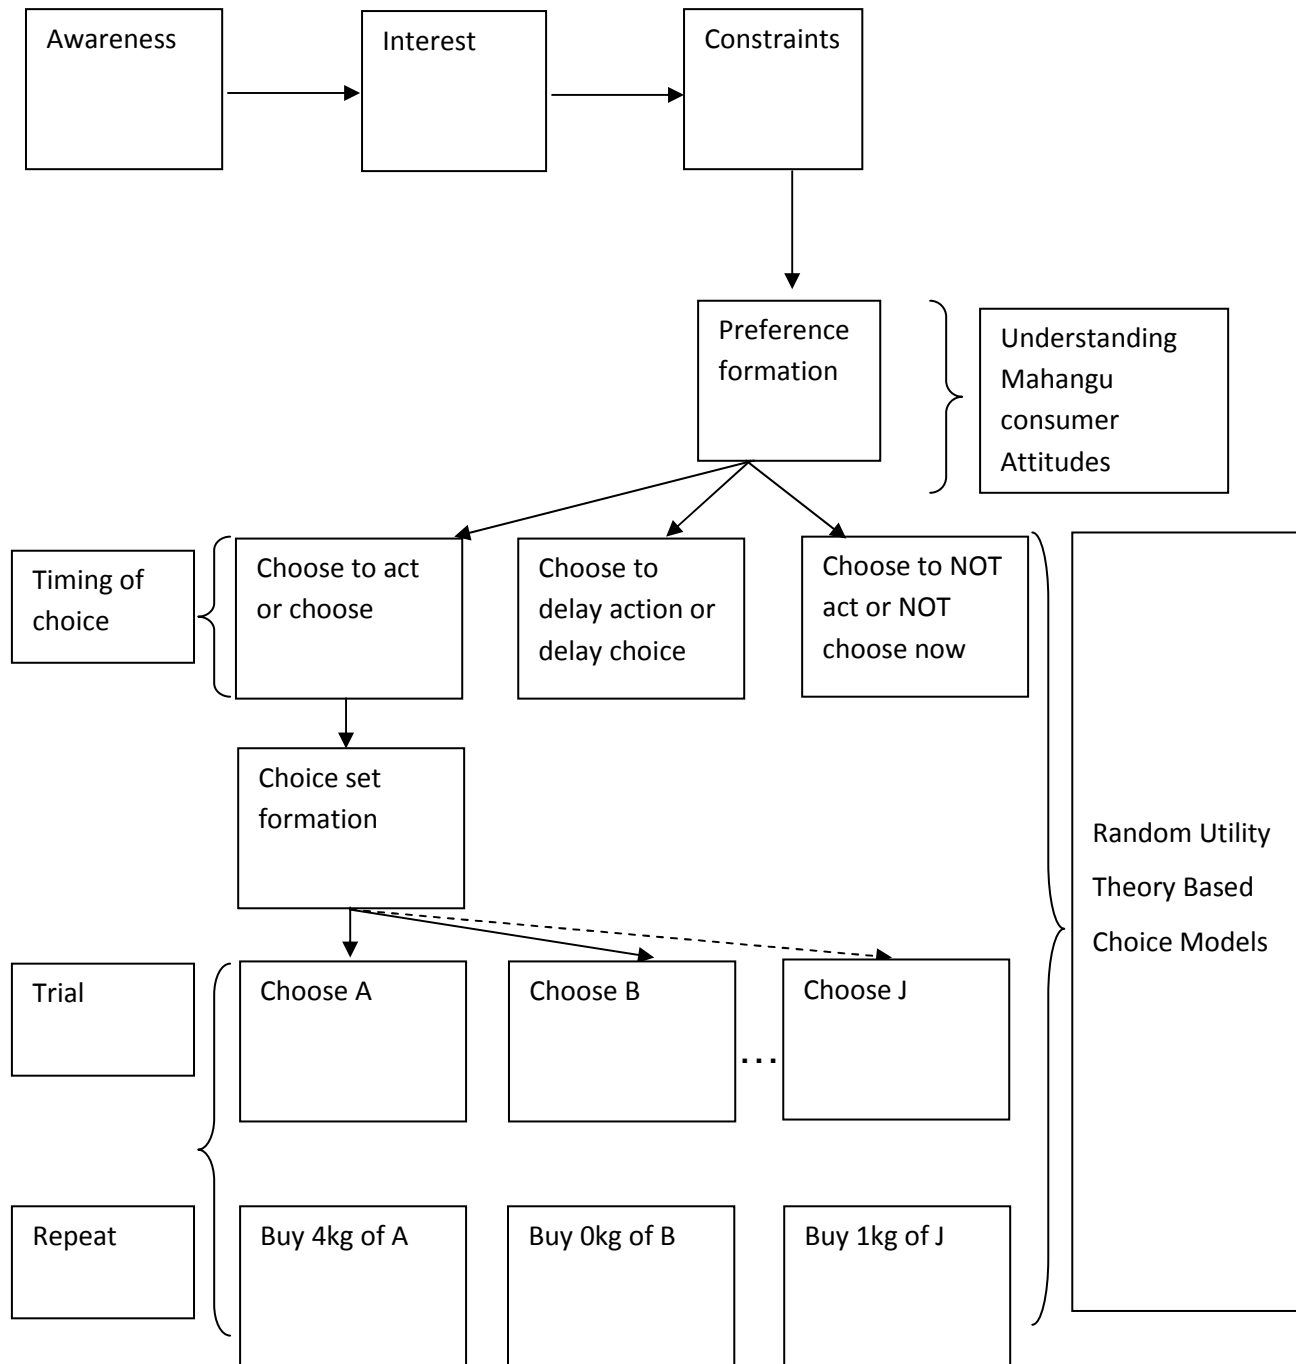 Awareness
Interest
Constraints
Preference
formation
Understanding
Mahangu
consumer
Attitudes
Timing of
choice
Choose to act
or choose
Choose to
delay action or
delay choice
Choose to NOT
act or NOT
choose now
Choice set
formation
Random Utility
Theory Based
Choice Models
Trial
Choose A
Choose B
...
Choose J
Repeat
Buy 4kg of A
Buy 0kg of B
Buy 1kg of J